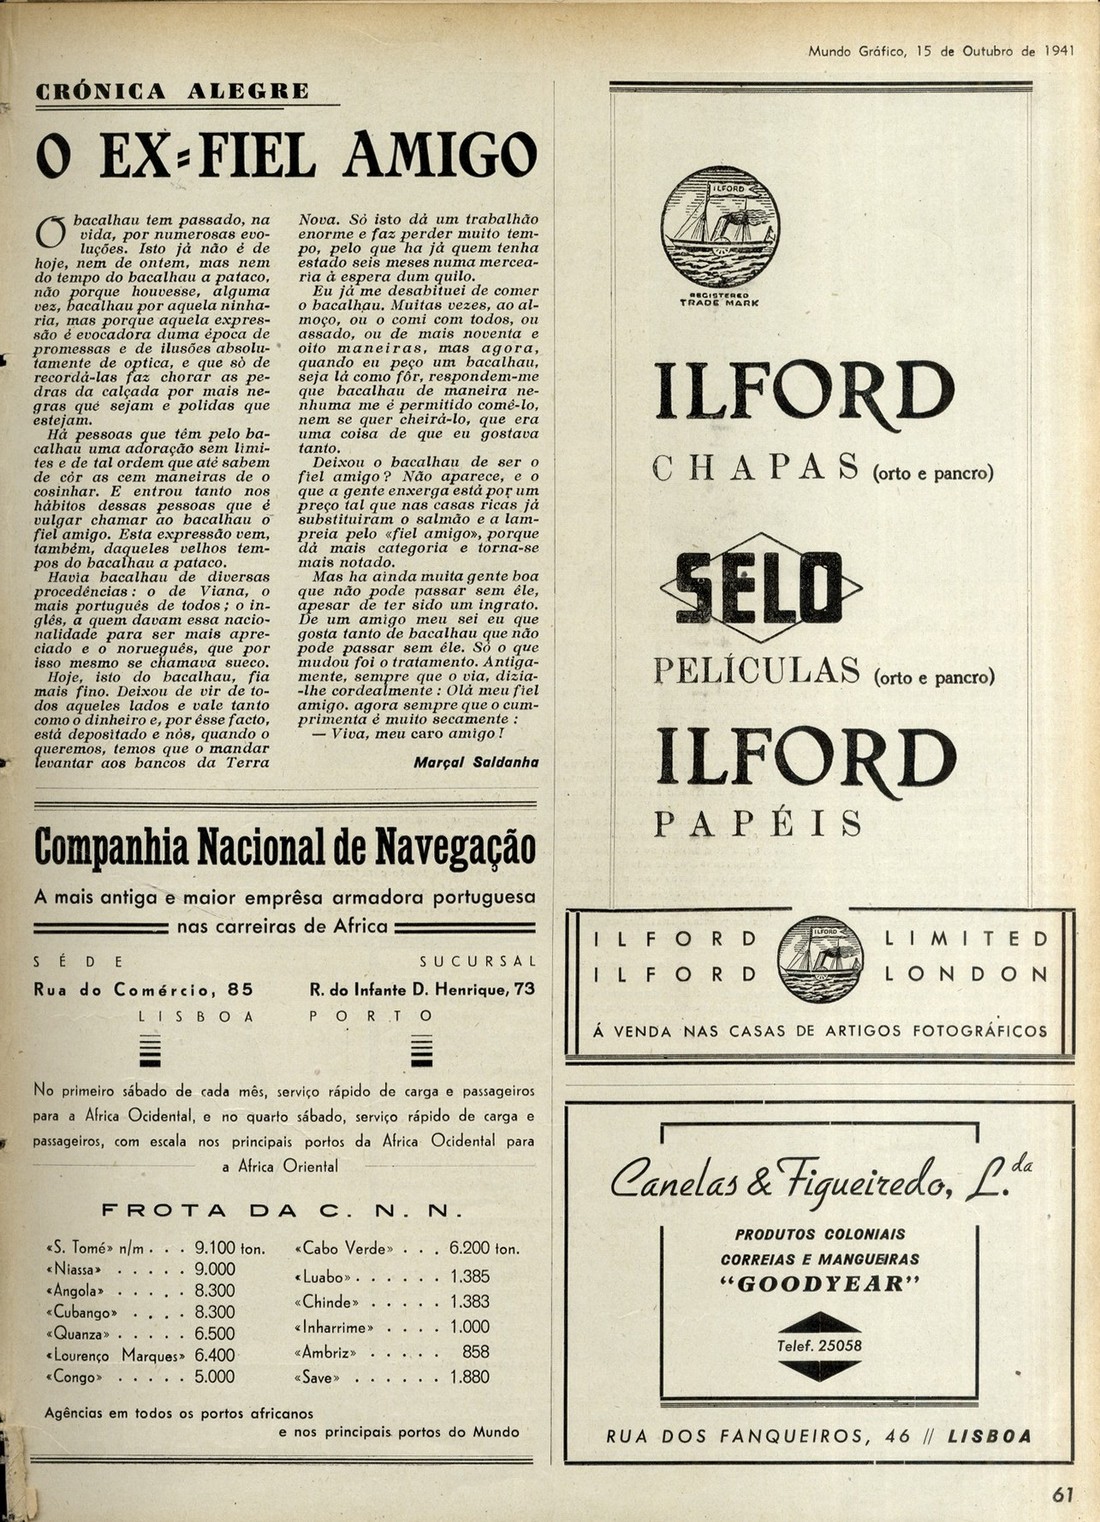 Mundo Gráfico, 15 de Outubro de 1941
CRÓNICA ALEGRE
O EX-FIEL AMIGO
O bacalhau tem passado, na
vida, por numerosas evo-
luções. Isto já não é de
hoje, nem de ontem, mas nem
do tempo do bacalhau a pataco,
não porque houvesse, alguma
vez, bacalhau por aquela ninha-
ria, mas porque aquela expres-
são é evocadora duma época de
promessas e de ilusões absolu-
tamente de optica, e que só de
recordá-las faz chorar as pe-
dras da calçada por mais ne-
gras que sejam e polidas que
estejam.
Há pessoas que têm pelo ba-
calhau uma adoração sem limi-
tes e de tal ordem que até sabem
de cór as cem maneiras de o
cosinhar. E entrou tanto nos
hábitos dessas pessoas que é
vulgar chamar ao bacalhau o
fiel amigo. Esta expressão vem,
também, daqueles velhos tem-
pos do bacalhau a pataco.
Havia bacalhau de diversas
procedências: o de Viana, o
mais português de todos; o in-
glês, a quem davam essa nacio-
nalidade para ser mais apre-
ciado e o norueguês, que por
isso mesmo se chamava sueco.
Hoje, isto do bacalhau, fia
mais fino. Deixou de vir de to-
dos aqueles lados e vale tanto
como o dinheiro e, por êsse facto,
está depositado e nós, quando o
queremos, temos que o mandar
levantar aos bancos da Terra
Nova. Só isto dá um trabalhão
enorme e faz perder muito tem-
po, pelo que ha já quem tenha
estado seis meses numa mercea-
ria à espera dum quilo.
Eu já me desabituei de comer
o bacalhau. Muitas vezes, ao al-
moço, ou o comi com todos, ou
assado, ou de mais noventa e
oito maneiras, mas agora,
quando eu peço um bacalhau,
seja lá como fôr, respondem-me
que bacalhau de maneira ne-
nhuma me é permitido comê-lo,
nem se quer cheirá-lo, que era
uma coisa de que eu gostava
tanto.
Deixou o bacalhau de ser o
fiel amigo? Não aparece, e o
que a gente enxerga está por um
preço tal que nas casas ricas já
substituiram o salmão e a lam-
preia pelo «fiel amigo», porque
dá mais categoria e torna-se
mais notado.
Mas ha ainda muita gente boa
que não pode passar sem êle,
apesar de ter sido um ingrato.
De um amigo meu sei eu que
gosta tanto de bacalhau que não
pode passar sem êle. Só o que
mudou foi o tratamento. Antiga-
mente, sempre que o via, dizia-
-lhe cordealmente: Olá meu fiel
amigo. agora sempre que o cum-
primenta é muito secamente:
— Viva, meu caro amigo!
Marçal Saldanha
Companhia Nacional de Navegação
A mais antiga e maior emprêsa armadora portuguesa
nas carreiras de Africa
SÉDE SUCURSAL
Rua do Comércio, 85 R. do Infante D. Henrique, 73
LISBOA PORTO
No primeiro sábado de cada mês, serviço rápido de carga e passageiros
para a Africa Ocidental, e no quarto sábado, serviço rápido de carga e
passageiros, com escala nos principais portos da Africa Ocidental para
a Africa Oriental
FROTA DA C. N. N.
«S. Tomé» n/m . . . 9.100 ton.
«Niassa» . . . . . 9.000
«Angola» . . . . . 8.300
«Cubango» . . . . 8.300
«Quanza» . . . . . 6.500
«Lourenço Marques» 6.400
«Congo» . . . . . 5.000
«Cabo Verde» . . . 6.200 ton.
«Luabo» . . . . . . 1.385
«Chinde» . . . . . 1.383
«Inharrime» . . . . 1.000
«Ambriz» . . . . . 858
«Save» . . . . . . 1.880
Agências em todos os portos africanos
e nos principais portos do Mundo
ILFORD
REGISTERED
TRADE MARK
ILFORD
CHAPAS (orto e pancro)
SELO
PELÍCULAS (orto e pancro)
ILFORD
PAPÉIS
ILFORD LIMITED
ILFORD
ILFORD LONDON
Á VENDA NAS CASAS DE ARTIGOS FOTOGRÁFICOS
Canelas & Figueiredo, L.da
PRODUTOS COLONIAIS
CORREIAS E MANGUEIRAS
"GOODYEAR"
Telef. 25058
RUA DOS FANQUEIROS, 46 // LISBOA
61